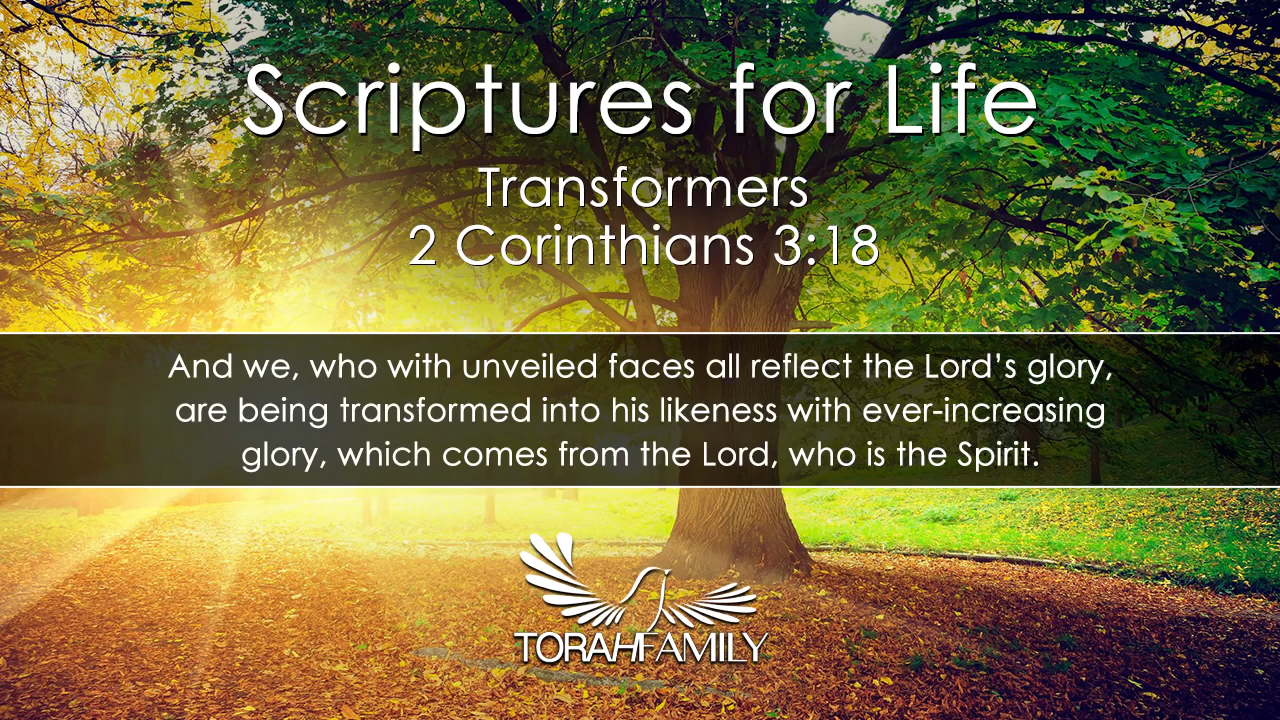 Scriptures for Life
Transformers
2 Corinthians 3:18
And we, who with unveiled faces all reflect the Lord’s glory,
are being transformed into his likeness with ever-increasing
glory, which comes from the Lord, who is the Spirit.
TORAHFAMILY